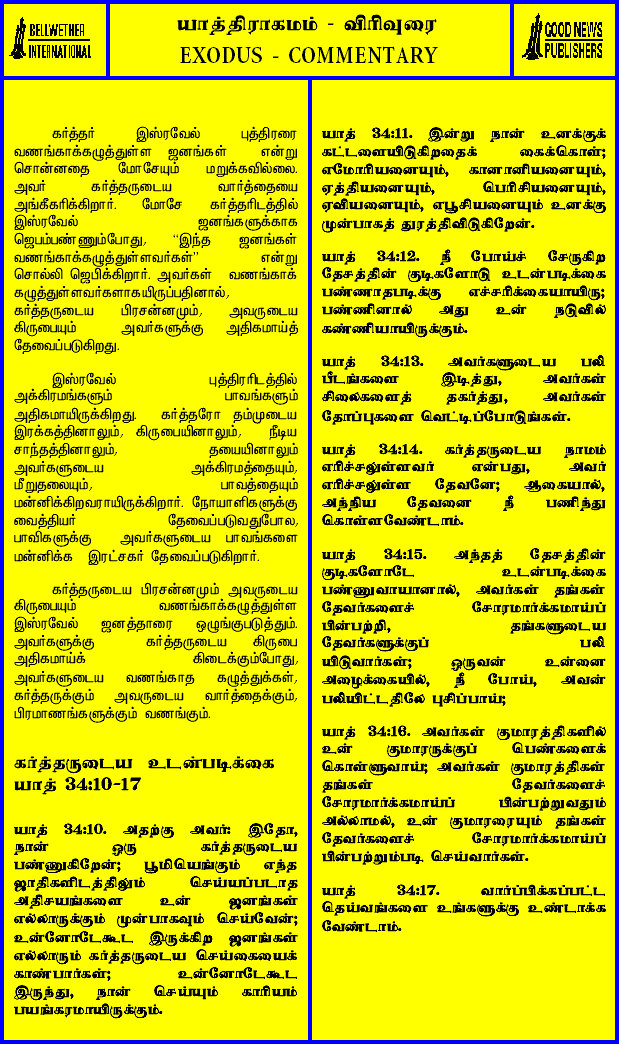 BELLWETHER
INTERNATIONAL
யாத்திராகமம் - விரிவுரை
EXODUS - COMMENTARY
GOOD NEWS
PUBLISHERS
கர்த்தர் இஸ்ரவேல் புத்திரரை
வணங்காக்கழுத்துள்ள ஜனங்கள் என்று
சொன்னதை மோசேயும் மறுக்கவில்லை.
அவர் கர்த்தருடைய வார்த்தையை
அங்கீகரிக்கிறார். மோசே கர்த்தரிடத்தில்
இஸ்ரவேல் ஜனங்களுக்காக
ஜெபம்பண்ணும்போது, “இந்த ஜனங்கள்
வணங்காக்கழுத்துள்ளவர்கள்” என்று
சொல்லி ஜெபிக்கிறார். அவர்கள் வணங்காக்
கழுத்துள்ளவர்களாகயிருப்பதினால்,
கர்த்தருடைய பிரசன்னமும், அவருடைய
கிருபையும் அவர்களுக்கு அதிகமாய்த்
தேவைப்படுகிறது.
இஸ்ரவேல் புத்திரரிடத்தில்
அக்கிரமங்களும் பாவங்களும்
அதிகமாயிருக்கிறது. கர்த்தரோ தம்முடைய
இரக்கத்தினாலும், கிருபையினாலும், நீடிய
சாந்தத்தினாலும், தயையினாலும்
அவர்களுடைய அக்கிரமத்தையும்,
மீறுதலையும், பாவத்தையும்
மன்னிக்கிறவராயிருக்கிறார். நோயாளிகளுக்கு
வைத்தியர் தேவைப்படுவதுபோல,
பாவிகளுக்கு அவர்களுடைய பாவங்களை
மன்னிக்க இரட்சகர் தேவைப்படுகிறார்.
கர்த்தருடைய பிரசன்னமும் அவருடைய
கிருபையும் வணங்காக்கழுத்துள்ள
இஸ்ரவேல் ஜனத்தாரை ஒழுங்குபடுத்தும்.
அவர்களுக்கு கர்த்தருடைய கிருபை
அதிகமாய்க் கிடைக்கும்போது,
அவர்களுடைய வணங்காத கழுத்துக்கள்,
கர்த்தருக்கும் அவருடைய வார்த்தைக்கும்,
பிரமாணங்களுக்கும் வணங்கும்.
கர்த்தருடைய உடன்படிக்கை
யாத் 34:10-17
யாத் 34:10. அதற்கு அவர்: இதோ,
நான் ஒரு கர்த்தருடைய
பண்ணுகிறேன்; பூமியெங்கும் எந்த
ஜாதிகளிடத்திலும் செய்யப்படாத
அதிசயங்களை உன் ஜனங்கள்
எல்லாருக்கும் முன்பாகவும் செய்வேன்;
உன்னோடேகூட இருக்கிற ஜனங்கள்
எல்லாரும் கர்த்தருடைய செய்கையைக்
காண்பார்கள்; உன்னோடேகூட
இருந்து, நான் செய்யும் காரியம்
பயங்கரமாயிருக்கும்.
யாத் 34:11. இன்று நான் உனக்குக்
கட்டளையிடுகிறதைக் கைக்கொள்;
எமோரியனையும், கானானியனையும்,
ஏத்தியனையும், பெரிசியனையும்,
ஏவியனையும், எபூசியனையும் உனக்கு
முன்பாகத் துரத்திவிடுகிறேன்.
யாத் 34:12. நீ போய்ச் சேருகிற
தேசத்தின் குடிகளோடு உடன்படிக்கை
பண்ணாதபடிக்கு எச்சரிக்கையாயிரு;
பண்ணினால் அது உன் நடுவில்
கண்ணியாயிருக்கும்.
யாத் 34:13. அவர்களுடைய பலி
பீடங்களை இடித்து, அவர்கள்
சிலைகளைத் தகர்த்து, அவர்கள்
தோப்புகளை வெட்டிப்போடுங்கள்.
யாத் 34:14. கர்த்தருடைய நாமம்
எரிச்சலுள்ளவர் என்பது, அவர்
எரிச்சலுள்ள தேவனே; ஆகையால்,
அந்நிய தேவனை நீ பணிந்து
கொள்ளவேண்டாம்.
யாத் 34:15. அந்தத் தேசத்தின்
குடிகளோடே உடன்படிக்கை
பண்ணுவாயானால், அவர்கள் தங்கள்
தேவர்களைச் சோரமார்க்கமாய்ப்
பின்பற்றி, தங்களுடைய
தேவர்களுக்குப் பலி
யிடுவார்கள்; ஒருவன் உன்னை
அழைக்கையில், நீ போய், அவன்
பலியிட்டதிலே புசிப்பாய்;
யாத் 34:16. அவர்கள் குமாரத்திகளில்
உன் குமாரருக்குப் பெண்களைக்
கொள்ளுவாய்; அவர்கள் குமாரத்திகள்
தங்கள் தேவர்களைச்
சோரமார்க்கமாய்ப் பின்பற்றுவதும்
அல்லாமல், உன் குமாரரையும் தங்கள்
தேவர்களைச் சோரமார்க்கமாய்ப்
பின்பற்றும்படி செய்வார்கள்.
யாத் 34:17. வார்ப்பிக்கப்பட்ட
தெய்வங்களை உங்களுக்கு உண்டாக்க
வேண்டாம்.